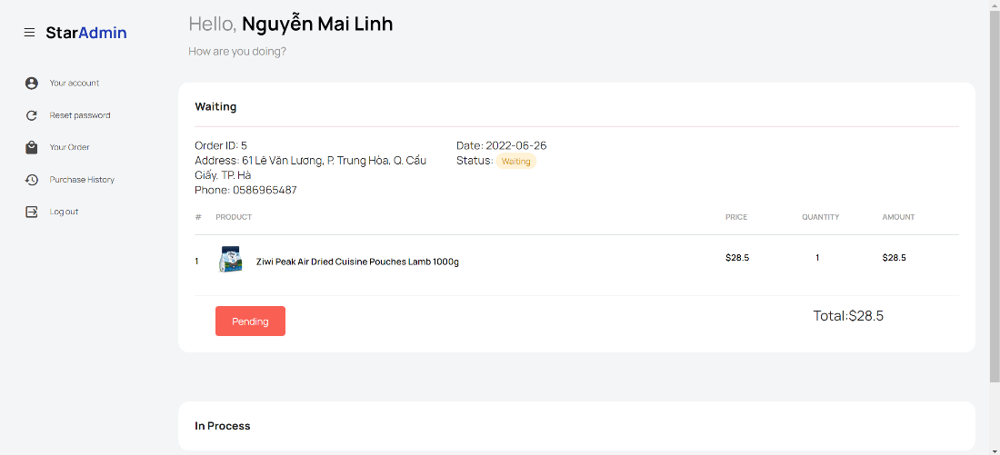 Hello, Nguyễn Mai Linh
StarAdmin
How are you doing?
Your account
Reset password
Your Order
Purchase History
Log out
Waiting
Order ID: 5
Address: 61 Lê Văn Lương, P. Trung Hòa, Q. Cầu
Giấy, TP. Hà
Phone: 0586965487
Date: 2022-06-26
Status: Waiting
# PRODUCT PRICE QUANTITY AMOUNT
1 Ziwi Peak Air Dried Cuisine Pouches Lamb 1000g $28.5 1 $28.5
Pending
Total:$28.5
In Process